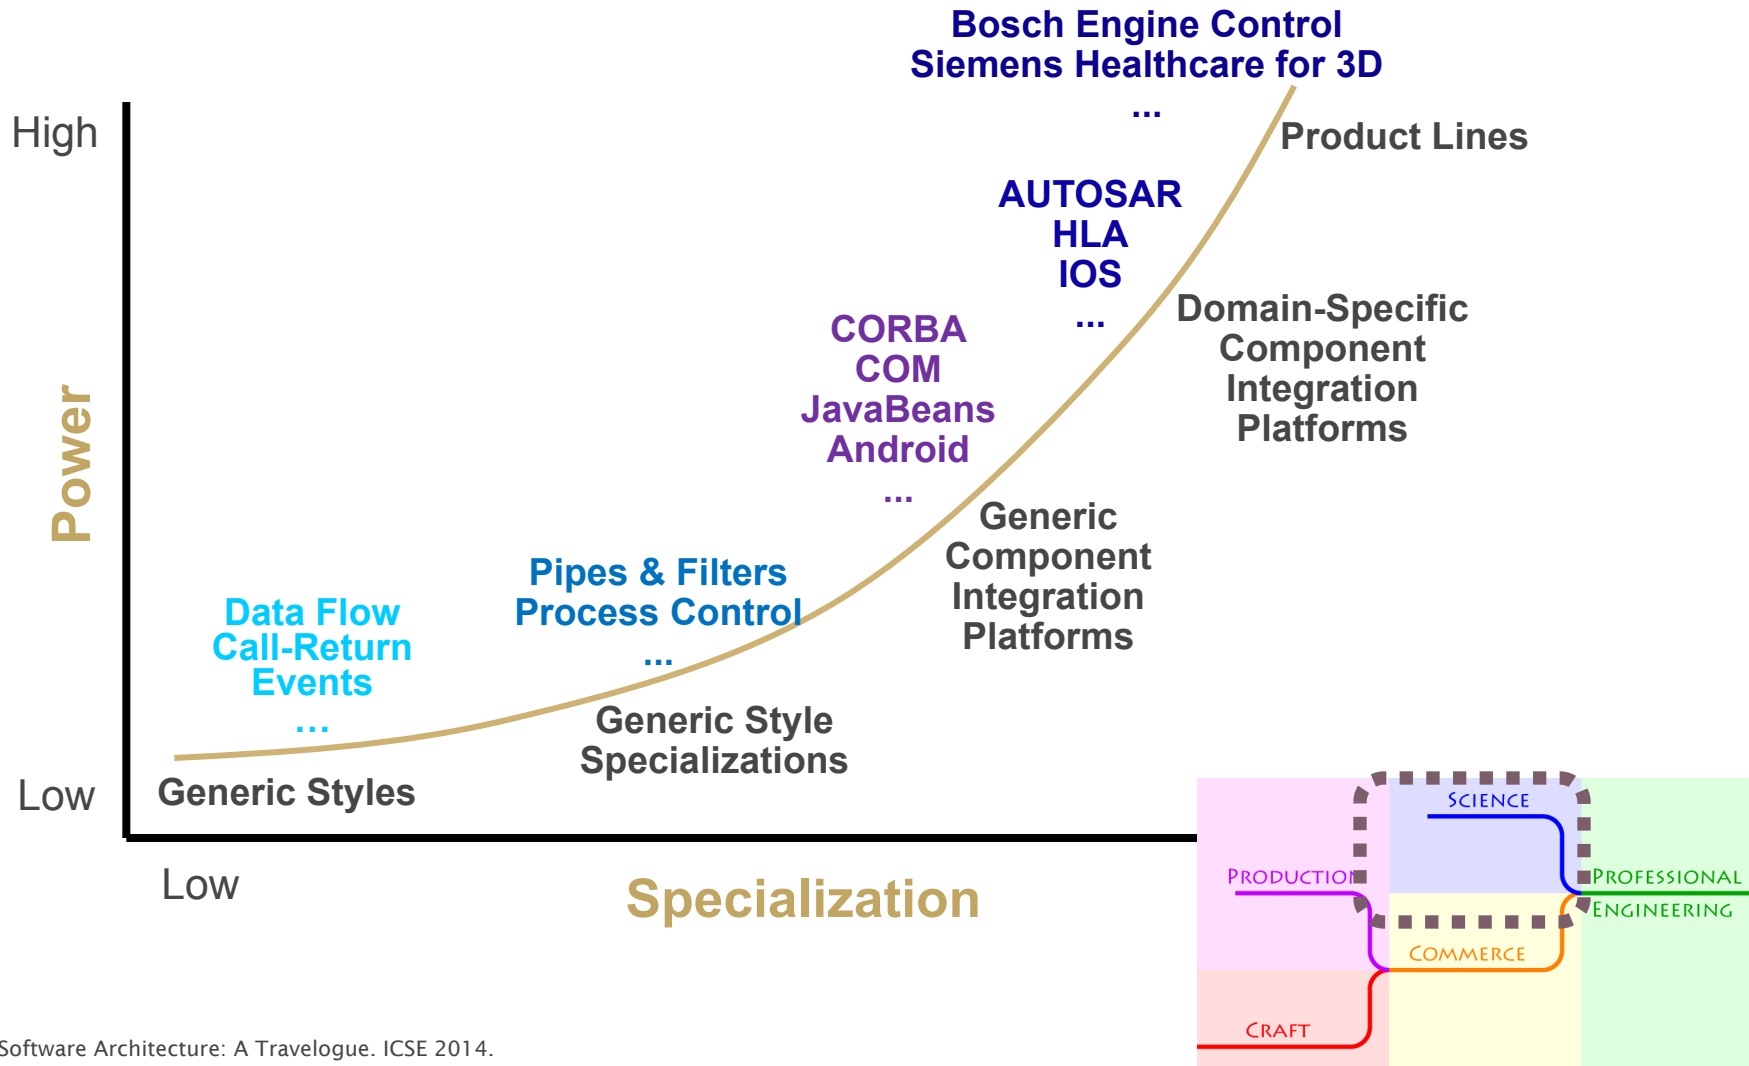 Bosch Engine Control
Siemens Healthcare for 3D
...
High
Product Lines
AUTOSAR
HLA
IOS
...
Domain-Specific
Component
Integration
Platforms
CORBA
COM
JavaBeans
Android
...
Power
Generic
Component
Integration
Platforms
Pipes & Filters
Process Control
...
Data Flow
Call-Return
Events
...
Generic Style
Specializations
Generic Styles
Low
Low
Specialization
SCIENCE
PRODUCTION
PROFESSIONAL
ENGINEERING
COMMERCE
CRAFT
Software Architecture: A Travelogue. ICSE 2014.